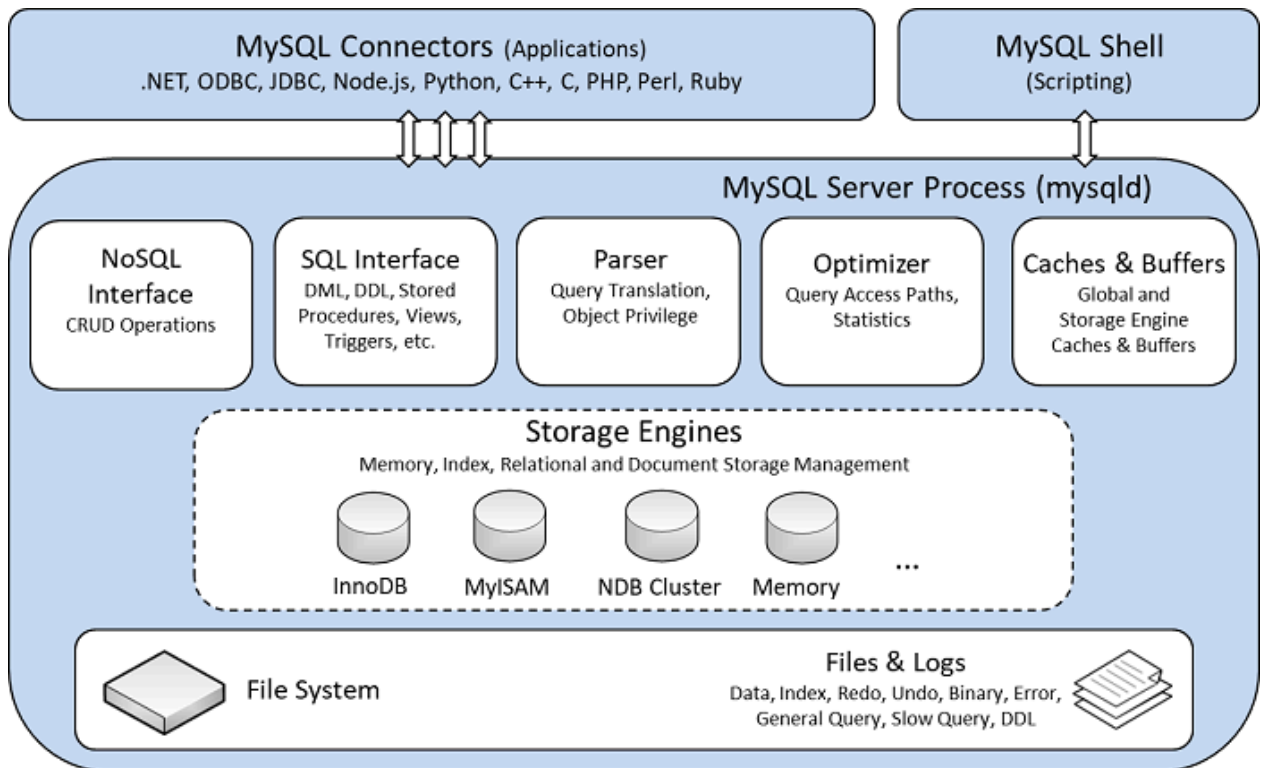 MySQL Connectors (Applications)
.NET, ODBC, JDBC, Node.js, Python, C++, C, PHP, Perl, Ruby
MySQL Shell
(Scripting)
MySQL Server Process (mysqld)
NoSQL
Interface
CRUD Operations
SQL Interface
DML, DDL, Stored
Procedures, Views,
Triggers, etc.
Parser
Query Translation,
Object Privilege
Optimizer
Query Access Paths,
Statistics
Caches & Buffers
Global and
Storage Engine
Caches & Buffers
Storage Engines
Memory, Index, Relational and Document Storage Management
InnoDB
MyISAM
NDB Cluster
Memory
...
File System
Files & Logs
Data, Index, Redo, Undo, Binary, Error,
General Query, Slow Query, DDL